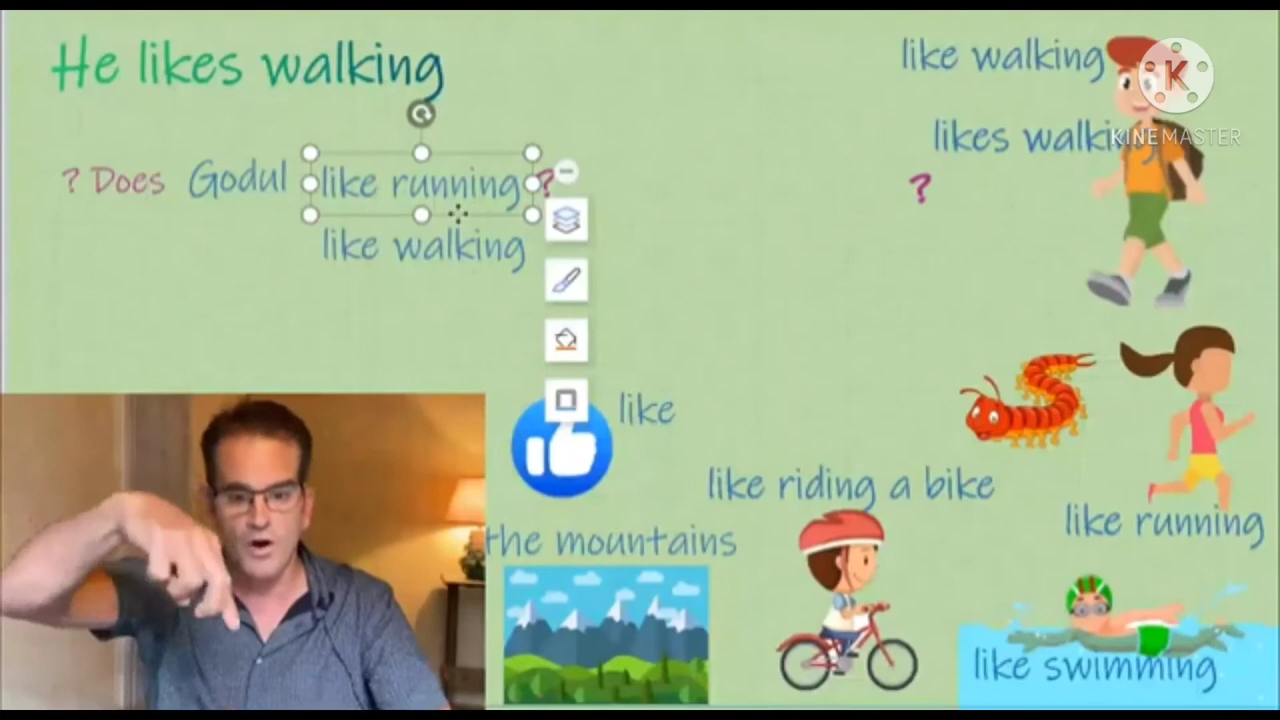 He likes walking
? Does Godul like running ?
like walking
like walking
likes walking
?
like
like riding a bike
like running
the mountains
like swimming
K
KINEMASTER